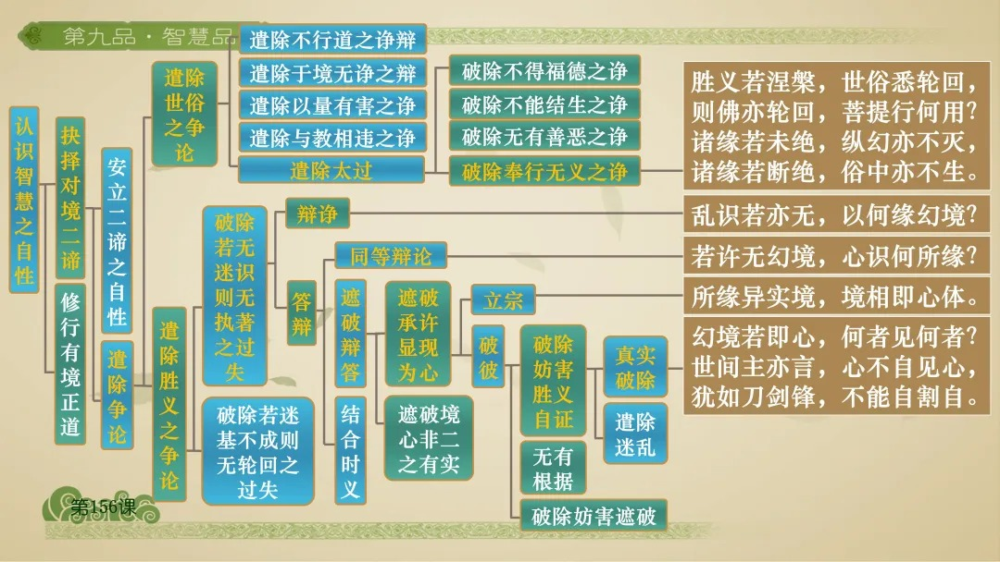 第九品·智慧品
认识智慧之自性
抉择对境二谛
修行有境正道
安立二谛之自性
遣除争论
遣除
世俗
之争
论
遣除不行道之诤辩
遣除于境无诤之辩
遣除以量有害之诤
遣除与教相违之诤
遣除太过
破除不得福德之诤
破除不能结生之诤
破除无有善恶之诤
破除奉行无义之诤
胜义若涅槃，世俗悉轮回，
则佛亦轮回，菩提行何用？
诸缘若未绝，纵幻亦不灭，
诸缘若断绝，俗中亦不生。
遣除胜义之争论
破除
若无
迷识
则无
执著
之过
失
辩诤
乱识若亦无，以何缘幻境？
答辩
同等辩论
若许无幻境，心识何所缘？
遮破辩答
遮破
承许
显现
为心
立宗
所缘异实境，境相即心体。
破彼
破除
妨害
胜义
自证
真实
破除
幻境若即心，何者见何者？
世间主亦言，心不自见心，
犹如刀剑锋，不能自割自。
遣除
迷乱
无有
根据
破除妨害遮破
遮破境
心非二
之有实
结合时义
破除若迷
基不成则
无轮回之
过失
第156课